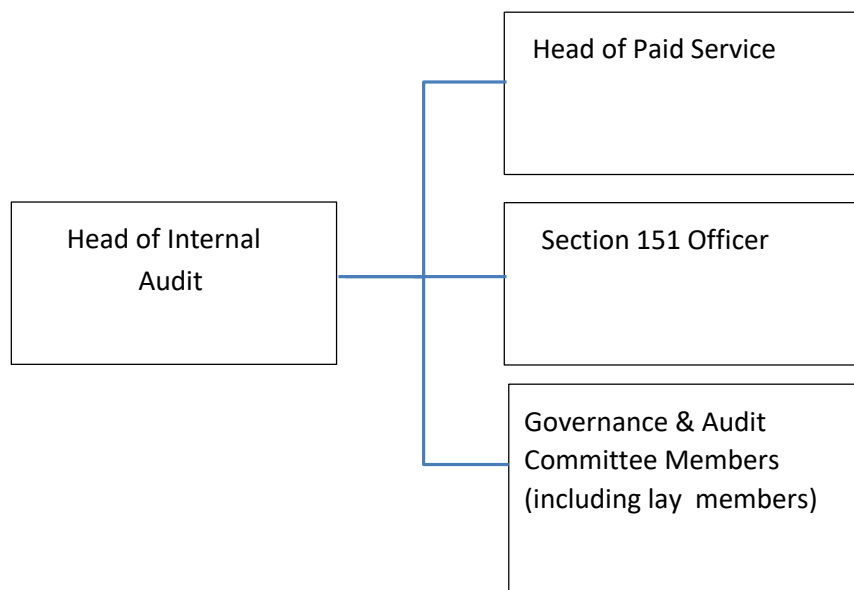 Head of Paid Service
Head of Internal
Audit
Section 151 Officer
Governance & Audit
Committee Members
(including lay members)